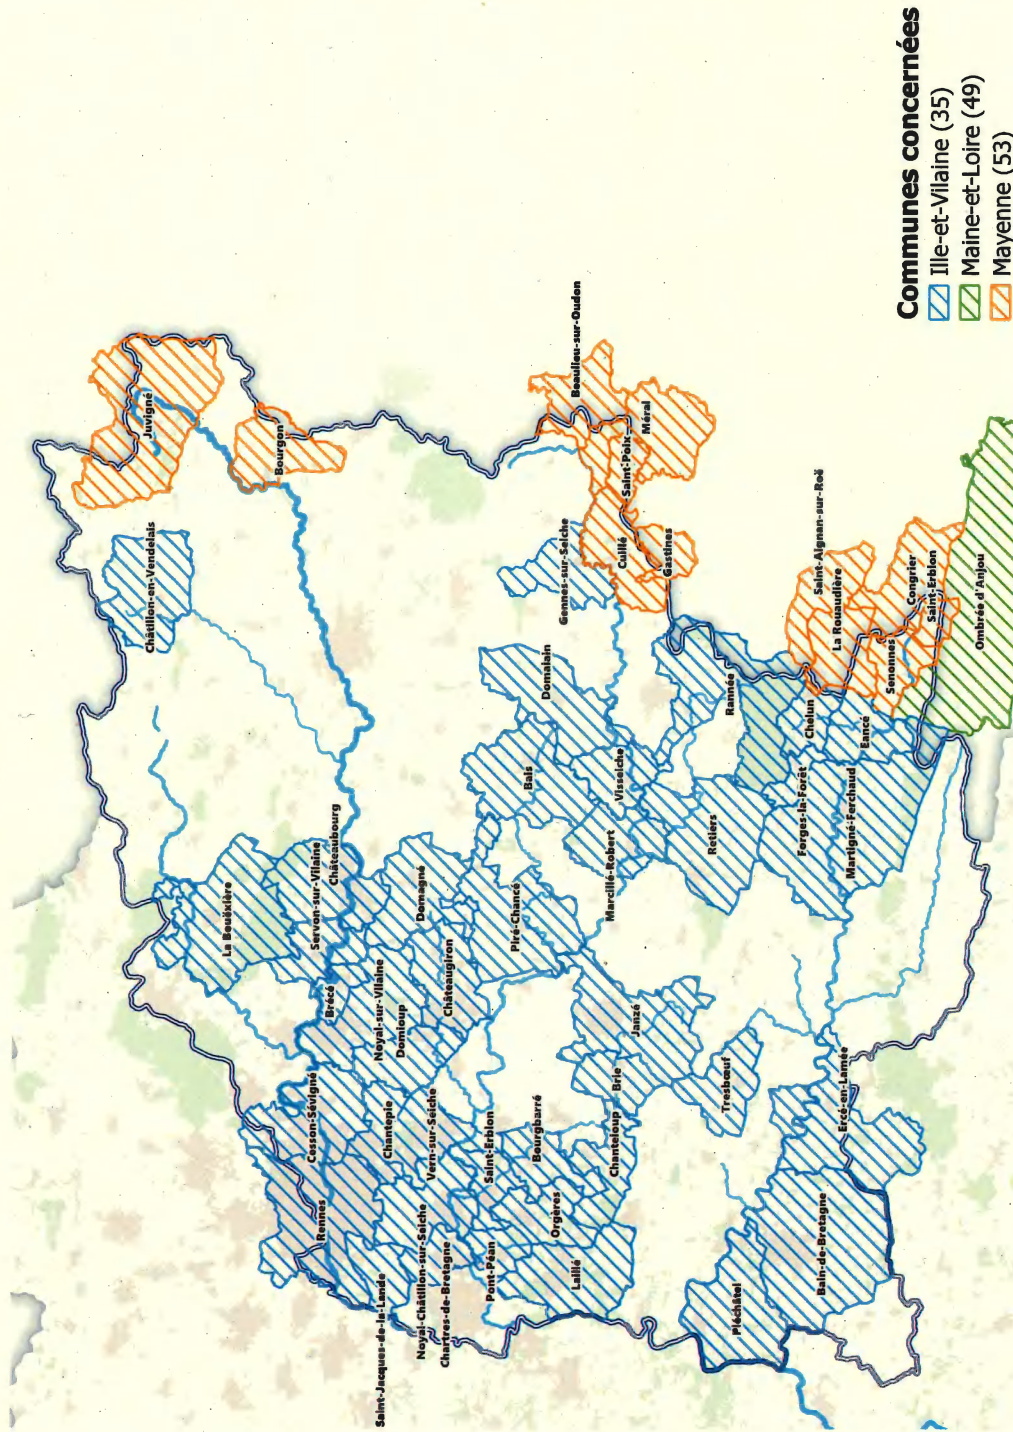 Juvigné
Bourgon
Châtillon-en-Vendelais
Beaulieu-sur-Oudon
Saint-Poix
Méral
Cuillé
Gastines
Gennes-sur-Seiche
Saint-Aignan-sur-Roë
La Rouaudière
Congrier
Saint-Erblon
Senonnes
Ombrée d'Anjou
Rannée
Chelun
Eancé
Domalain
Bais
Visseiche
Marcillé-Robert
Retiers
Forges-la-Forêt
Martigné-Ferchaud
La Bouëxière
Servon-sur-Vilaine
Châteaubourg
Domagné
Piré-Chancé
Brécé
Noyal-sur-Vilaine
Domloup
Châteaugiron
Janzé
Brie
Tresbœuf
Ercé-en-Lamée
Cesson-Sévigné
Chantepie
Vern-sur-Seiche
Saint-Erblon
Bourgbarré
Chanteloup
Rennes
Noyal-Châtillon-sur-Seiche
Chartres-de-Bretagne
Pont-Péan
Orgères
Laillé
Saint-Jacques-de-la-Lande
Pléchâtel
Bain-de-Bretagne
Communes concernées
Ille-et-Vilaine (35)
Maine-et-Loire (49)
Mayenne (53)